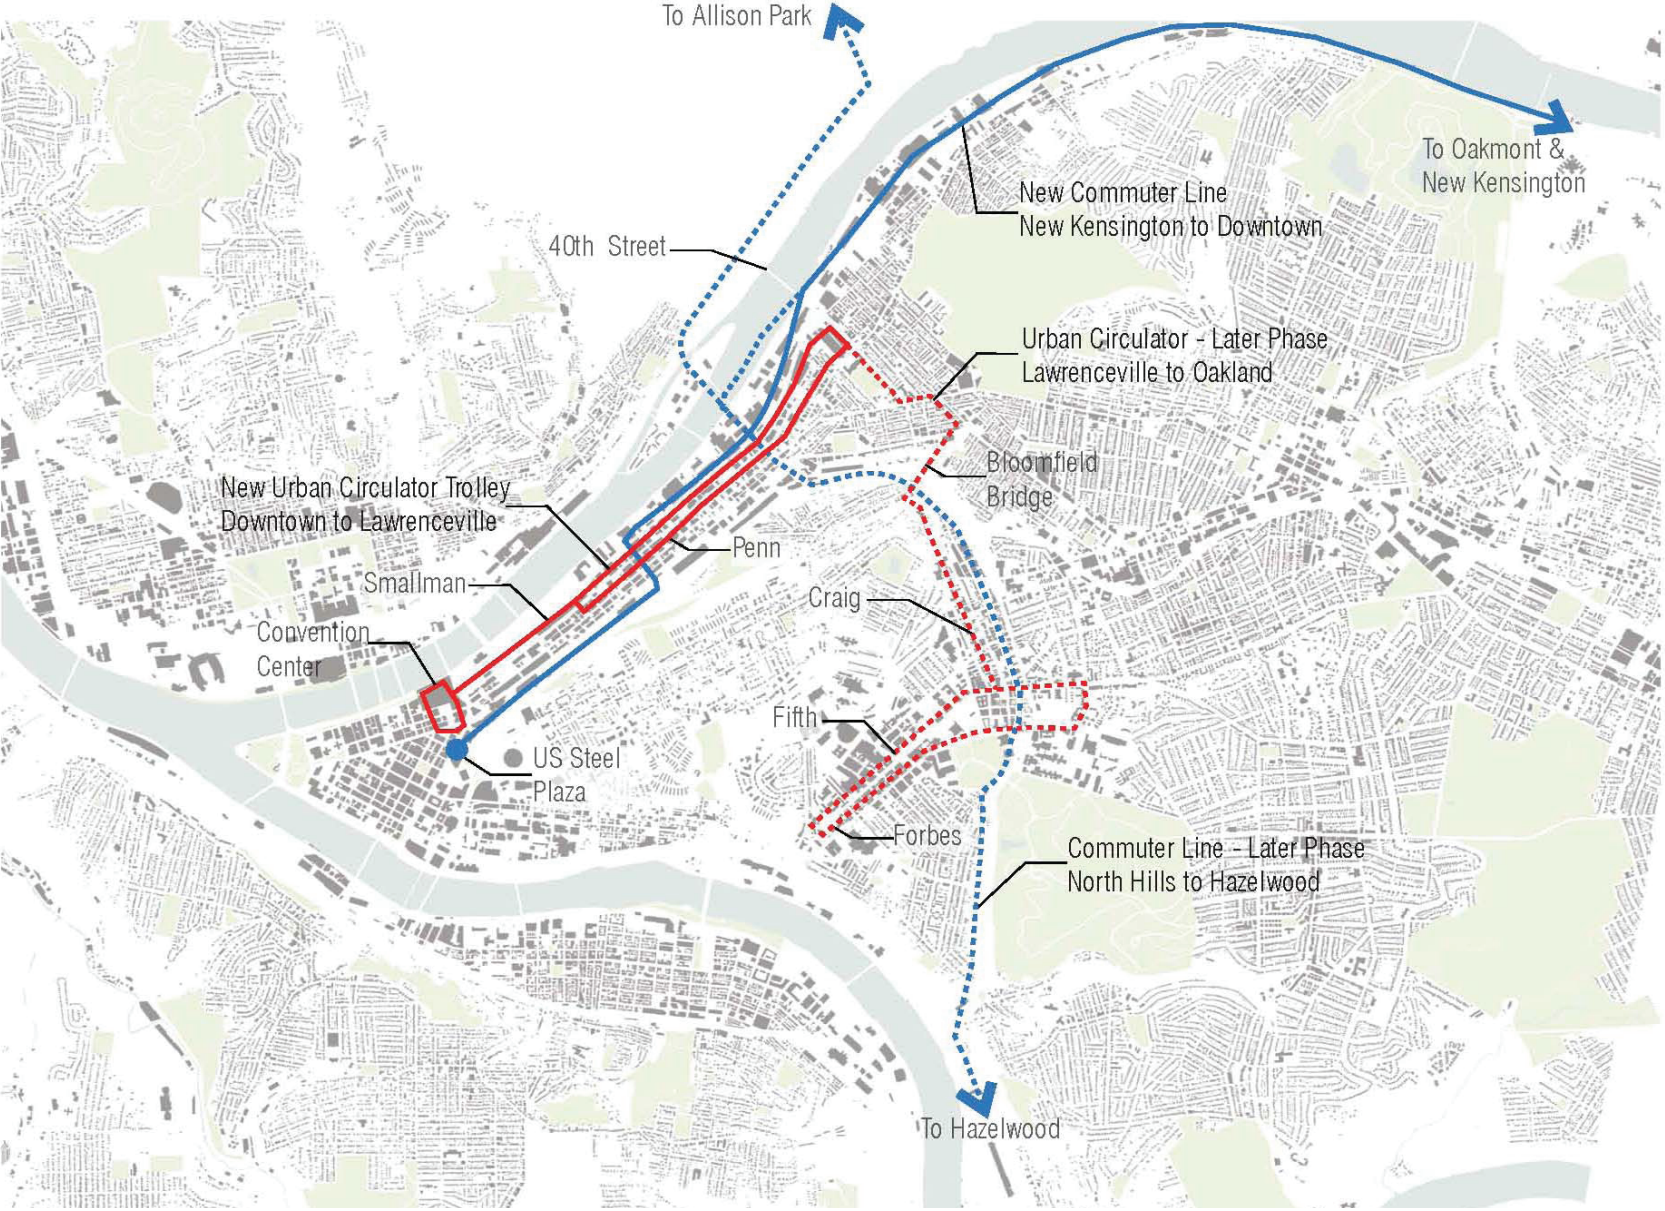 To Allison Park
To Oakmont &
New Kensington
New Commuter Line
New Kensington to Downtown
40th Street
Urban Circulator - Later Phase
Lawrenceville to Oakland
Bloomfield
Bridge
New Urban Circulator Trolley
Downtown to Lawrenceville
Penn
Smallman
Craig
Convention
Center
Fifth
US Steel
Plaza
Forbes
Commuter Line - Later Phase
North Hills to Hazelwood
To Hazelwood